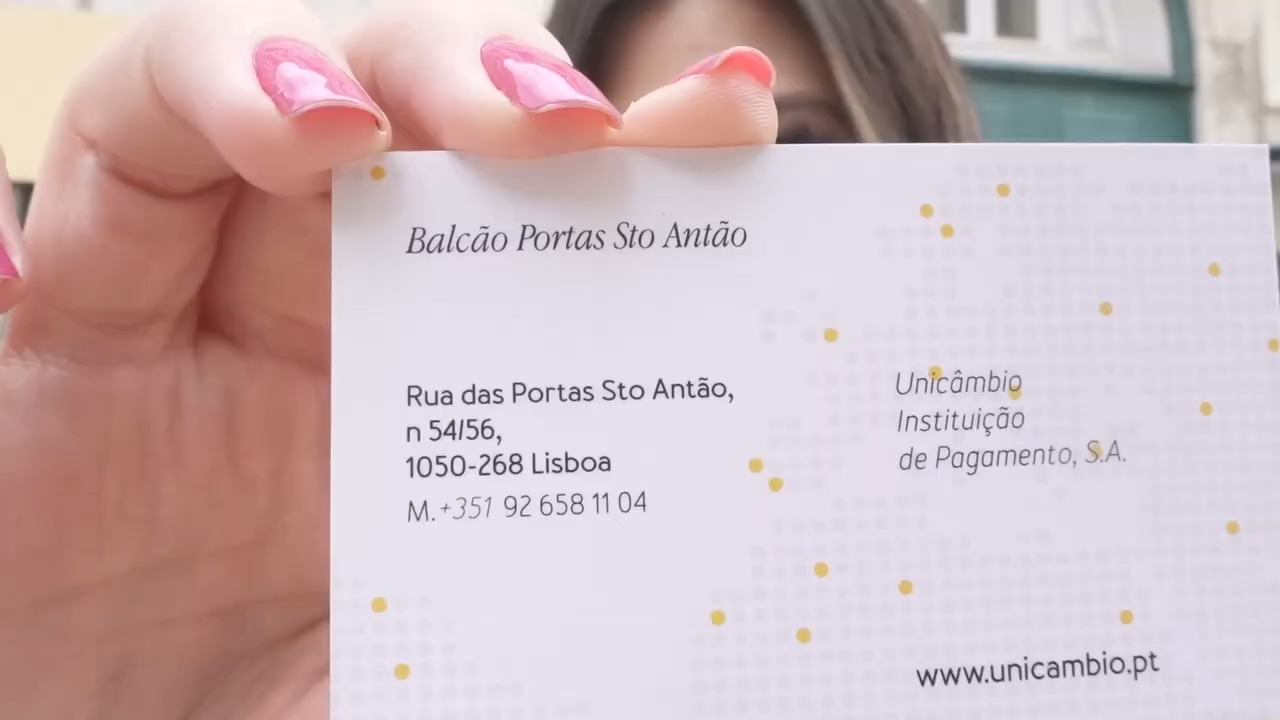 Balcão Portas Sto Antão
Rua das Portas Sto Antão,
n 54/56,
1050-268 Lisboa
M.+351 92 658 11 04
Unicâmbio
Instituição
de Pagamento, S.A.
www.unicambio.pt